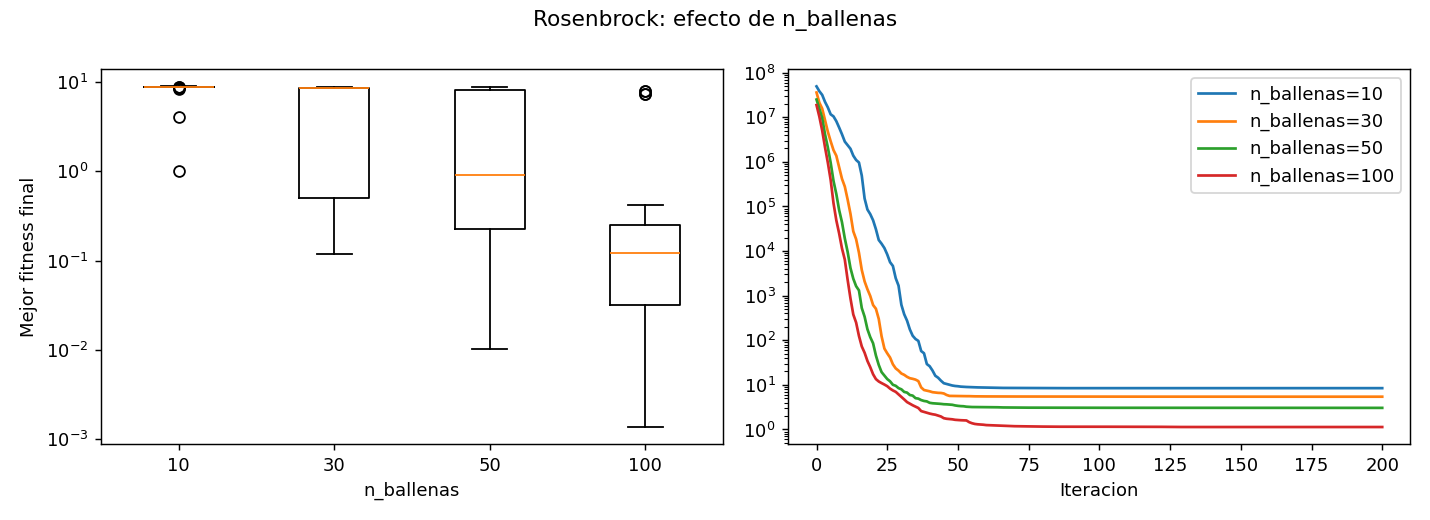 Rosenbrock: efecto de n_ballenas
Mejor fitness final
10¹
10⁰
10⁻¹
10⁻²
10⁻³
10 30 50 100
n_ballenas
10⁸
10⁷
10⁶
10⁵
10⁴
10³
10²
10¹
10⁰
n_ballenas=10
n_ballenas=30
n_ballenas=50
n_ballenas=100
0 25 50 75 100 125 150 175 200
Iteracion